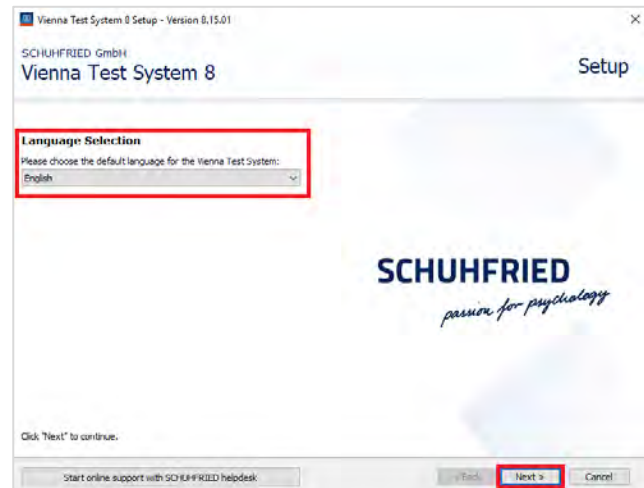 Vienna Test System 8 Setup - Version 8.15.01
SCHUHFRIED GmbH
Vienna Test System 8
Setup
Language Selection
Please choose the default language for the Vienna Test System:
English
SCHUHFRIED
passion for psychology
Click "Next" to continue.
Start online support with SCHUHFRIED helpdesk
< Back
Next >
Cancel